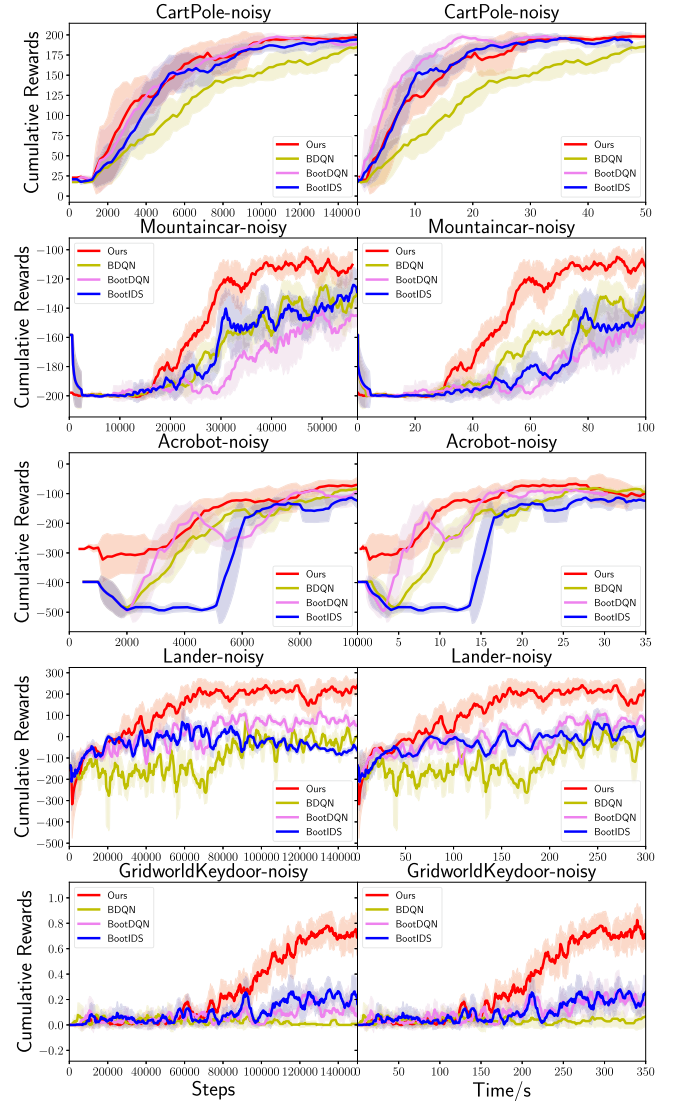 CartPole-noisy
CartPole-noisy
Cumulative Rewards
200
175
150
125
100
75
50
25
0
Ours
BDQN
BootDQN
BootIDS
Ours
BDQN
BootDQN
BootIDS
0 2000 4000 6000 8000 10000 12000 14000
0 10 20 30 40 50
Mountaincar-noisy
Mountaincar-noisy
Cumulative Rewards
−100
−120
−140
−160
−180
−200
Ours
BDQN
BootDQN
BootIDS
Ours
BDQN
BootDQN
BootIDS
0 10000 20000 30000 40000 50000
0 20 40 60 80 100
Acrobot-noisy
Acrobot-noisy
Cumulative Rewards
0
−100
−200
−300
−400
−500
Ours
BDQN
BootDQN
BootIDS
Ours
BDQN
BootDQN
BootIDS
0 2000 4000 6000 8000 1000
0 5 10 15 20 25 30 35
Lander-noisy
Lander-noisy
Cumulative Rewards
300
200
100
0
−100
−200
−300
−400
−500
Ours
BDQN
BootDQN
BootIDS
Ours
BDQN
BootDQN
BootIDS
0 20000 40000 60000 80000 100000 120000 140000
50 100 150 200 250 300
GridworldKeydoor-noisy
GridworldKeydoor-noisy
Cumulative Rewards
1.0
0.8
0.6
0.4
0.2
0.0
−0.2
Ours
BDQN
BootDQN
BootIDS
Ours
BDQN
BootDQN
BootIDS
0 20000 40000 60000 80000 100000 120000 140000
50 100 150 200 250 300 350
Steps
Time/s